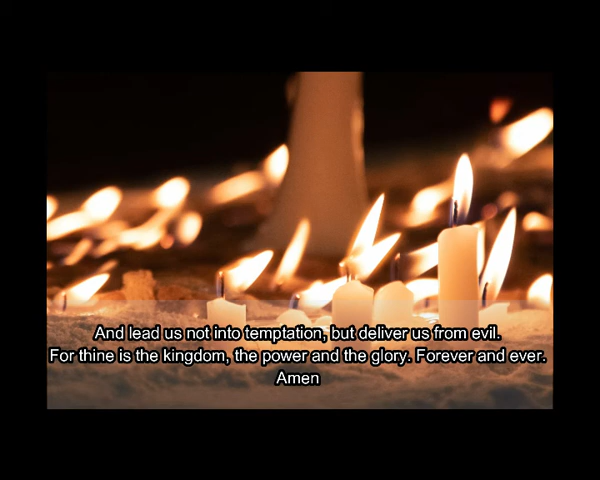 And lead us not into temptation, but deliver us from evil.
For thine is the kingdom, the power and the glory. Forever and ever.
Amen